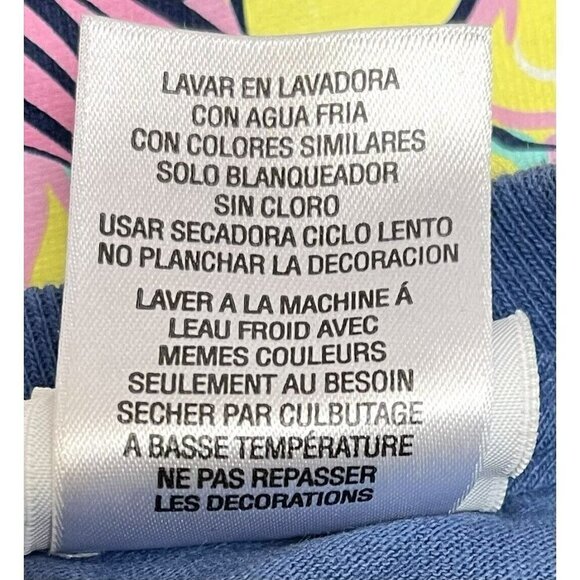 LAVAR EN LAVADORA
CON AGUA FRIA
CON COLORES SIMILARES
SOLO BLANQUEADOR
SIN CLORO
USAR SECADORA CICLO LENTO
NO PLANCHAR LA DECORACION
LAVER A LA MACHINE Á
LEAU FROID AVEC
MEMES COULEURS
SEULEMENT AU BESOIN
SECHER PAR CULBUTAGE
A BASSE TEMPÉRATURE
NE PAS REPASSER
LES DECORATIONS